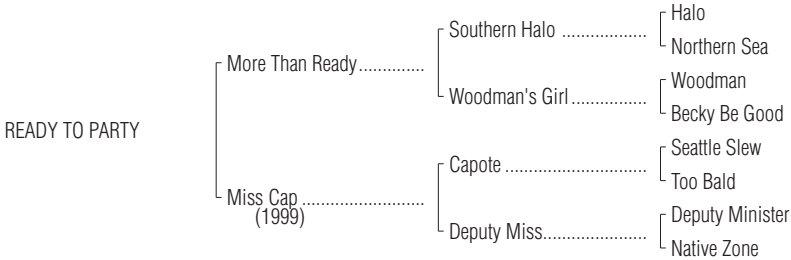 Halo
Southern Halo ..................
Northern Sea
More Than Ready..............
Woodman
Woodman's Girl................
Becky Be Good
READY TO PARTY
Seattle Slew
Capote ..............................
Too Bald
Miss Cap ..........................
(1999)
Deputy Minister
Deputy Miss......................
Native Zone